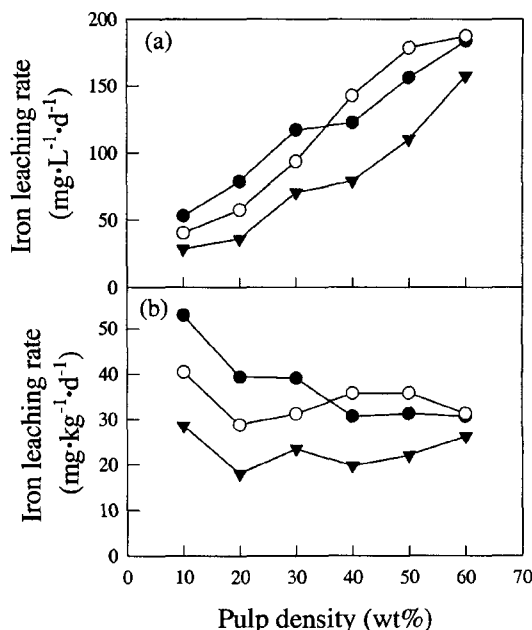 (a)
Iron leaching rate
(mg·L⁻¹·d⁻¹)
200
150
100
50
0
(b)
Iron leaching rate
(mg·kg⁻¹·d⁻¹)
50
40
30
20
10
0
0 10 20 30 40 50 60 70
Pulp density (wt%)